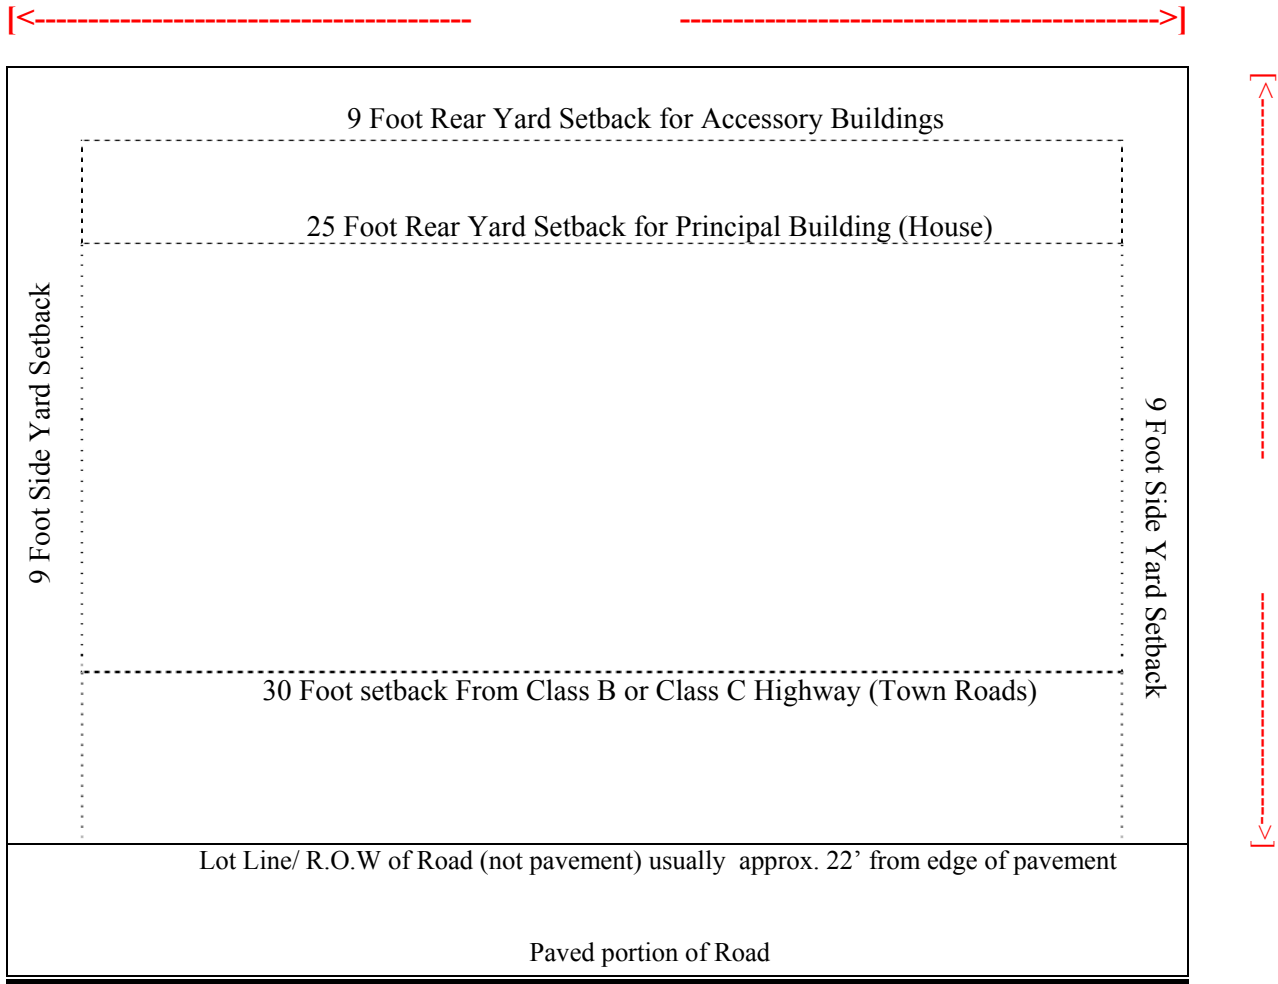 9 Foot Rear Yard Setback for Accessory Buildings
25 Foot Rear Yard Setback for Principal Building (House)
9 Foot Side Yard Setback
9 Foot Side Yard Setback
30 Foot setback From Class B or Class C Highway (Town Roads)
Lot Line/ R.O.W of Road (not pavement) usually  approx. 22’ from edge of pavement
Paved portion of Road